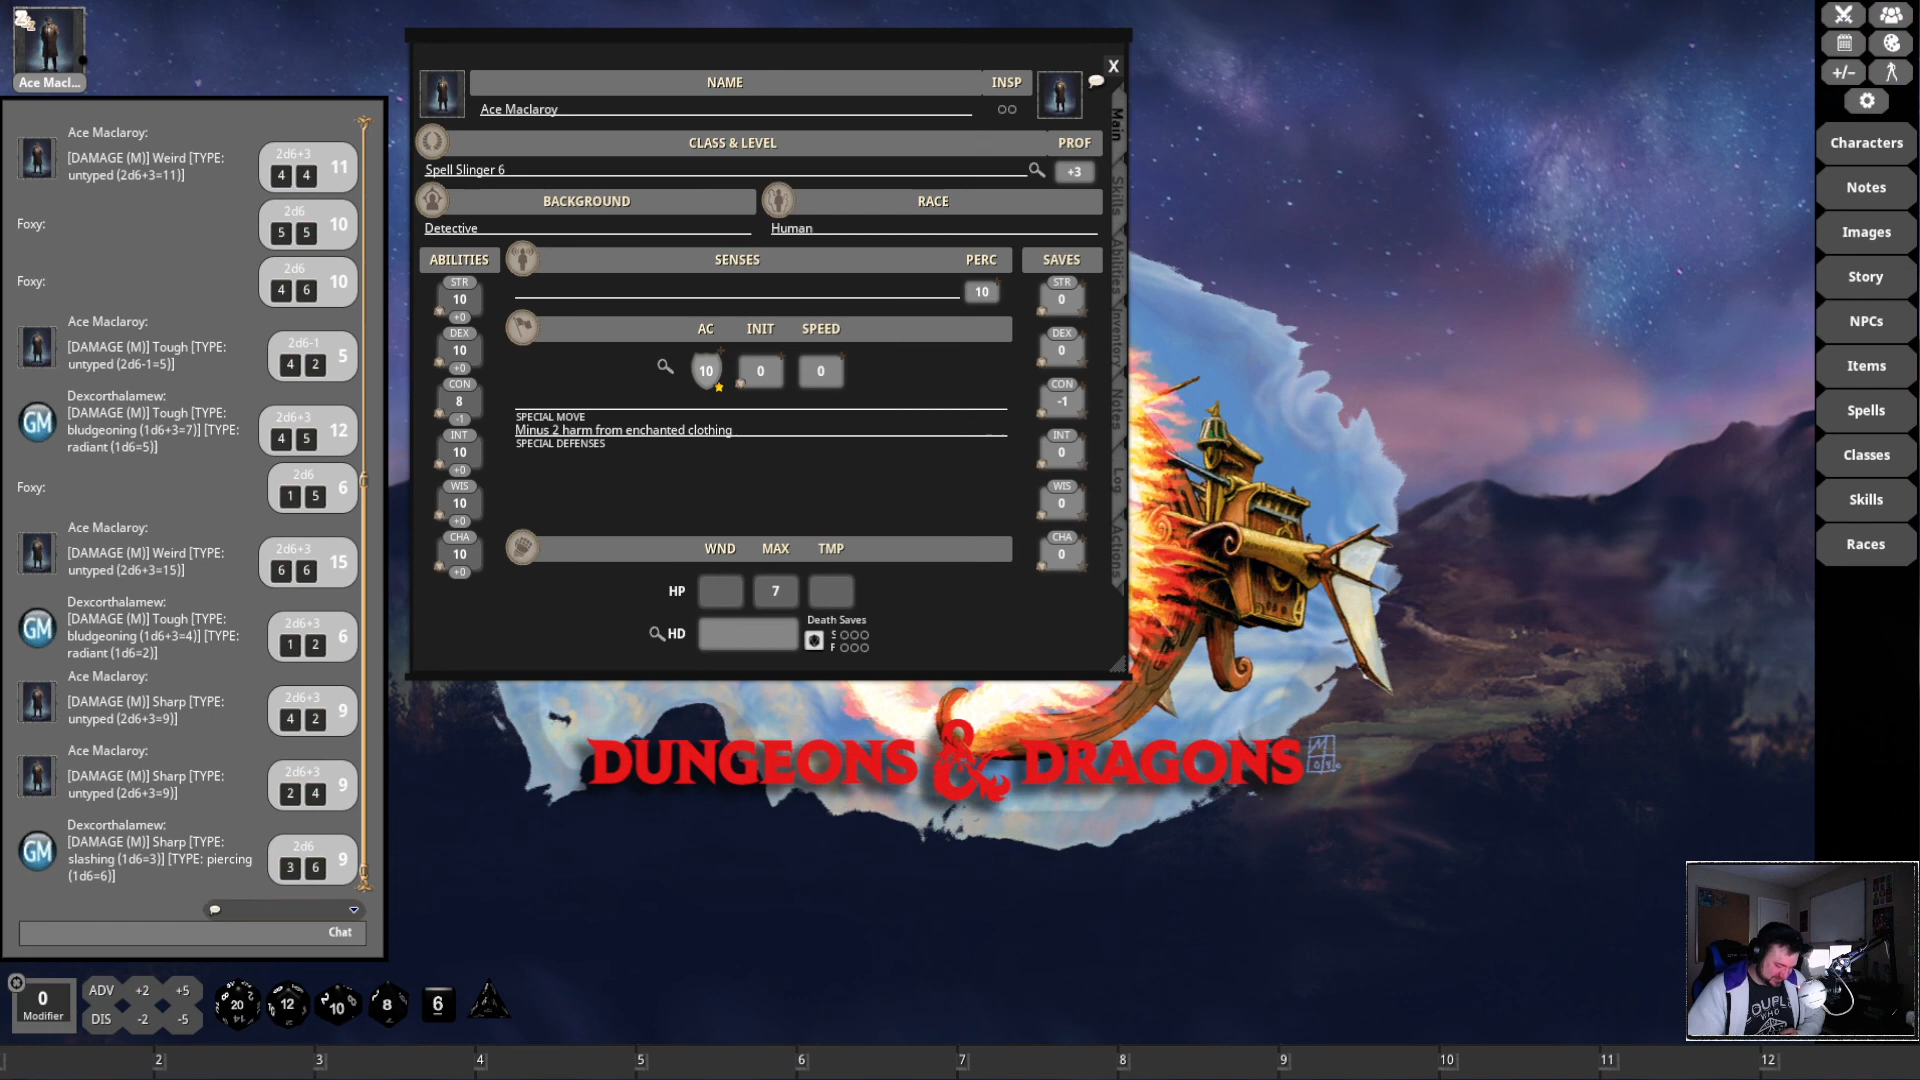 Ace Macl...
Ace Maclaroy:
[DAMAGE (M)] Weird [TYPE:
untyped (2d6+3=11)]
2d6+3
4 4 11
Foxy:
2d6
5 5 10
Foxy:
2d6
4 6 10
Ace Maclaroy:
[DAMAGE (M)] Tough [TYPE:
untyped (2d6-1=5)]
2d6-1
4 2 5
Dexcorthalamew:
GM
[DAMAGE (M)] Tough [TYPE:
bludgeoning (1d6+3=7)] [TYPE:
radiant (1d6=5)]
2d6+3
4 5 12
Foxy:
2d6
1 5 6
Ace Maclaroy:
[DAMAGE (M)] Weird [TYPE:
untyped (2d6+3=15)]
2d6+3
6 6 15
Dexcorthalamew:
GM
[DAMAGE (M)] Tough [TYPE:
bludgeoning (1d6+3=4)] [TYPE:
radiant (1d6=2)]
2d6+3
1 2 6
Ace Maclaroy:
[DAMAGE (M)] Sharp [TYPE:
untyped (2d6+3=9)]
2d6+3
4 2 9
Ace Maclaroy:
[DAMAGE (M)] Sharp [TYPE:
untyped (2d6+3=9)]
2d6+3
2 4 9
Dexcorthalamew:
GM
[DAMAGE (M)] Sharp [TYPE:
slashing (1d6=3)] [TYPE: piercing
(1d6=6)]
2d6
3 6 9
Chat
0
Modifier
ADV +2 +5
DIS -2 -5
20 12 10 8 6
X
NAME INSP
Ace Maclaroy
CLASS & LEVEL PROF
Spell Slinger 6 +3
BACKGROUND RACE
Detective Human
ABILITIES SENSES PERC SAVES
10
STR
10
+0
DEX
10
+0
CON
8
-1
INT
10
+0
WIS
10
+0
CHA
10
+0
AC INIT SPEED
10 0 0
SPECIAL MOVE
Minus 2 harm from enchanted clothing
SPECIAL DEFENSES
WND MAX TMP
HP 7
HD
Death Saves
S
F
STR
0
DEX
0
CON
-1
INT
0
WIS
0
CHA
0
Main
Skills
Abilities
Inventory
Notes
Log
Actions
DUNGEONS & DRAGONS
+/-
Characters
Notes
Images
Story
NPCs
Items
Spells
Classes
Skills
Races
COUPLE
WHO
2 3 4 5 6 7 8 9 10 11 12